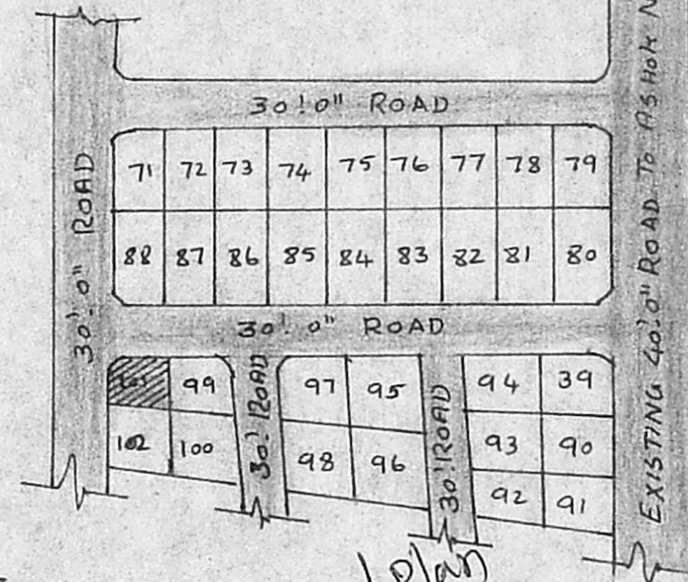 30'.0" ROAD
71 72 73 74 75 76 77 78 79
88 87 86 85 84 83 82 81 80
30'.0" ROAD
30'.0" ROAD
EXISTING 40'.0" ROAD TO ASHOK N
99 97 95 94 39
30' ROAD
30' ROAD
102 100 98 96 93 90
92 91
plan